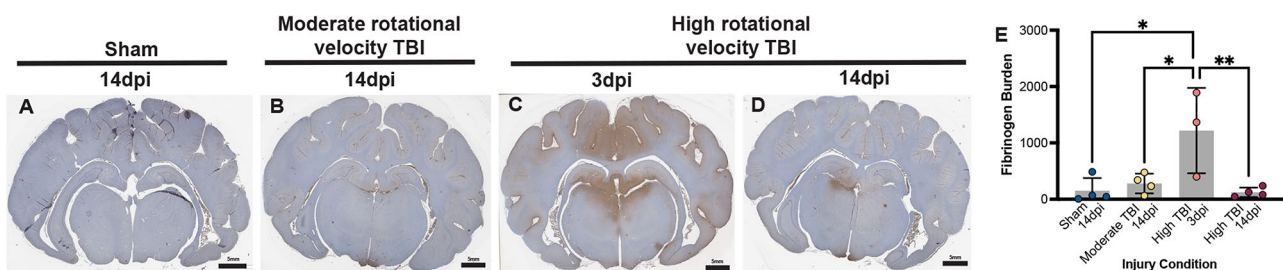 Sham
14dpi
Moderate rotational
velocity TBI
14dpi
High rotational
velocity TBI
3dpi
14dpi
A
5mm
B
5mm
C
5mm
D
5mm
E
Fibrinogen Burden
3000
2000
1000
0
*
*
**
Sham
14dpi
Moderate TBI
14dpi
High TBI
3dpi
High TBI
14dpi
Injury Condition